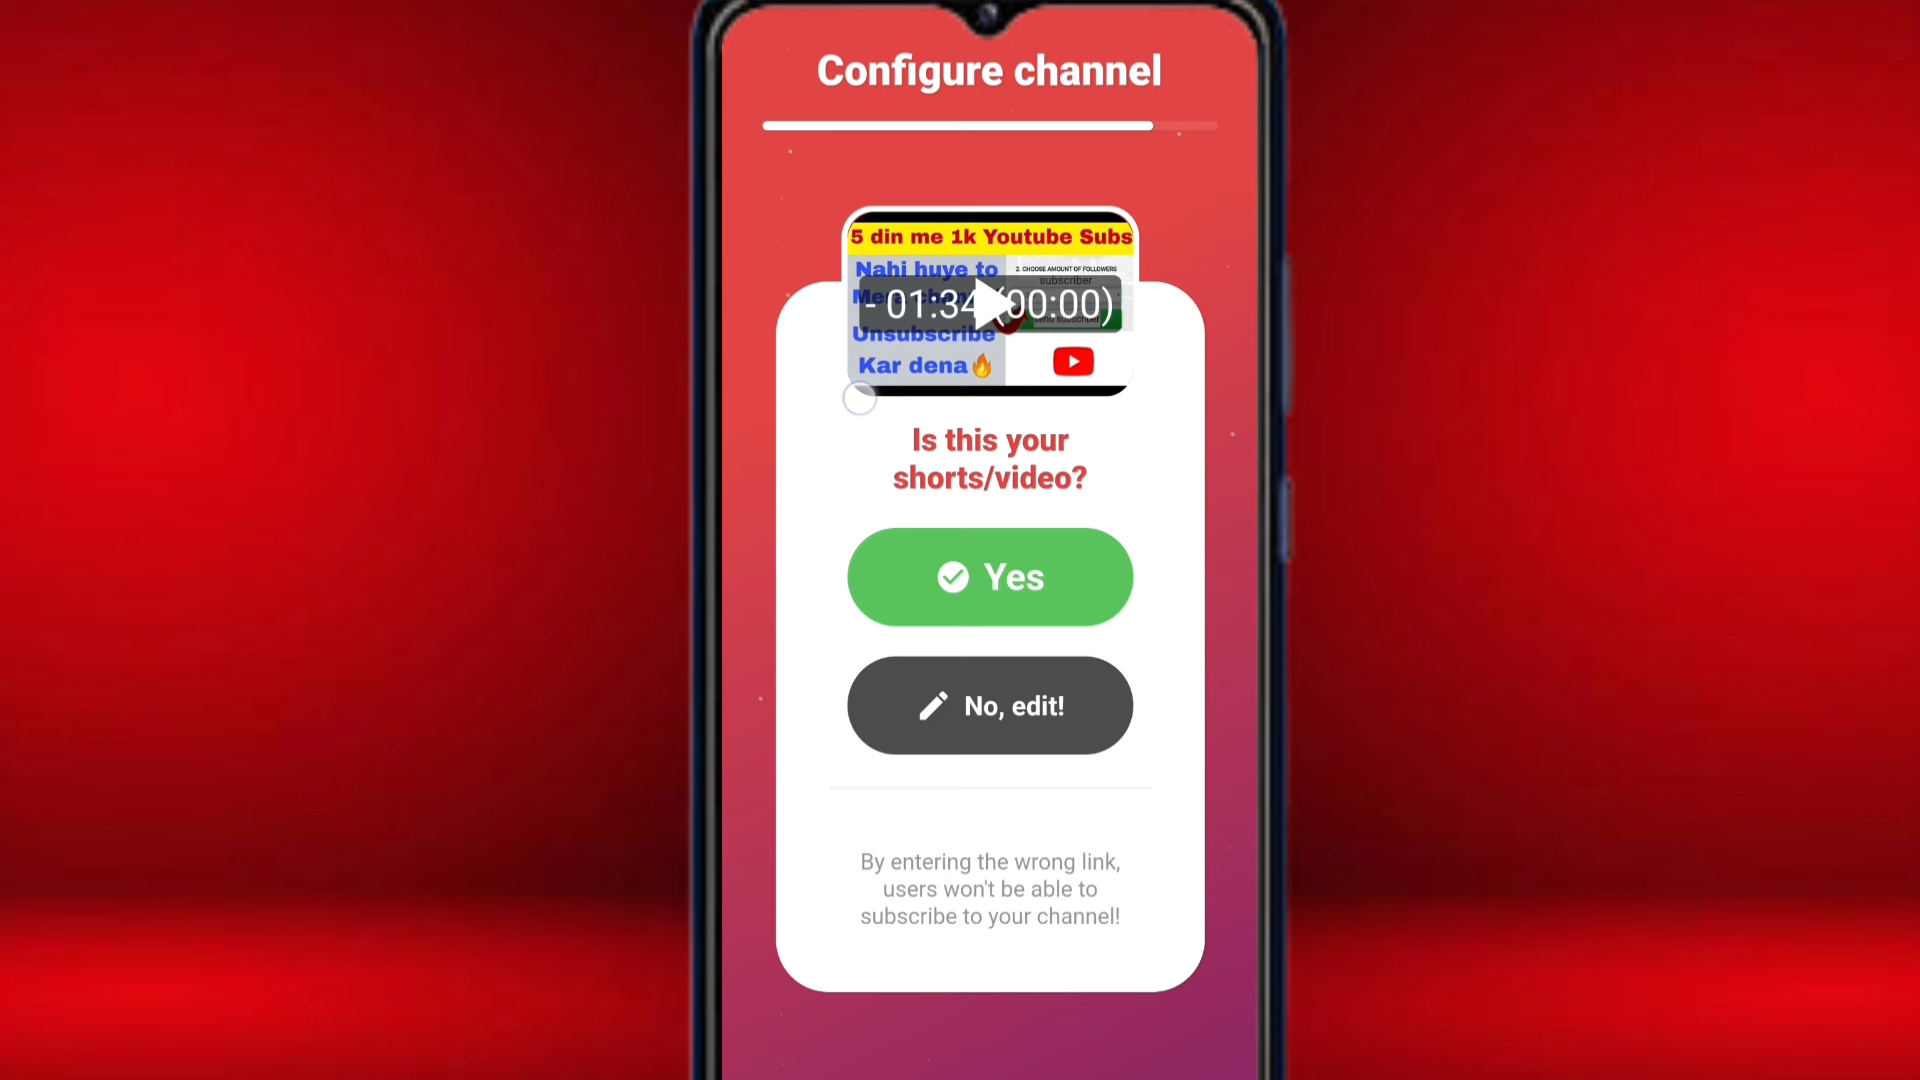 Configure channel
5 din me 1k Youtube Subs
Nahi huye to
2. CHOOSE AMOUNT OF FOLLOWERS
subscriber
- 01:34 (00:00)
Unsubscribe
Kar dena🔥
Is this your
shorts/video?
Yes
No, edit!
By entering the wrong link,
users won't be able to
subscribe to your channel!